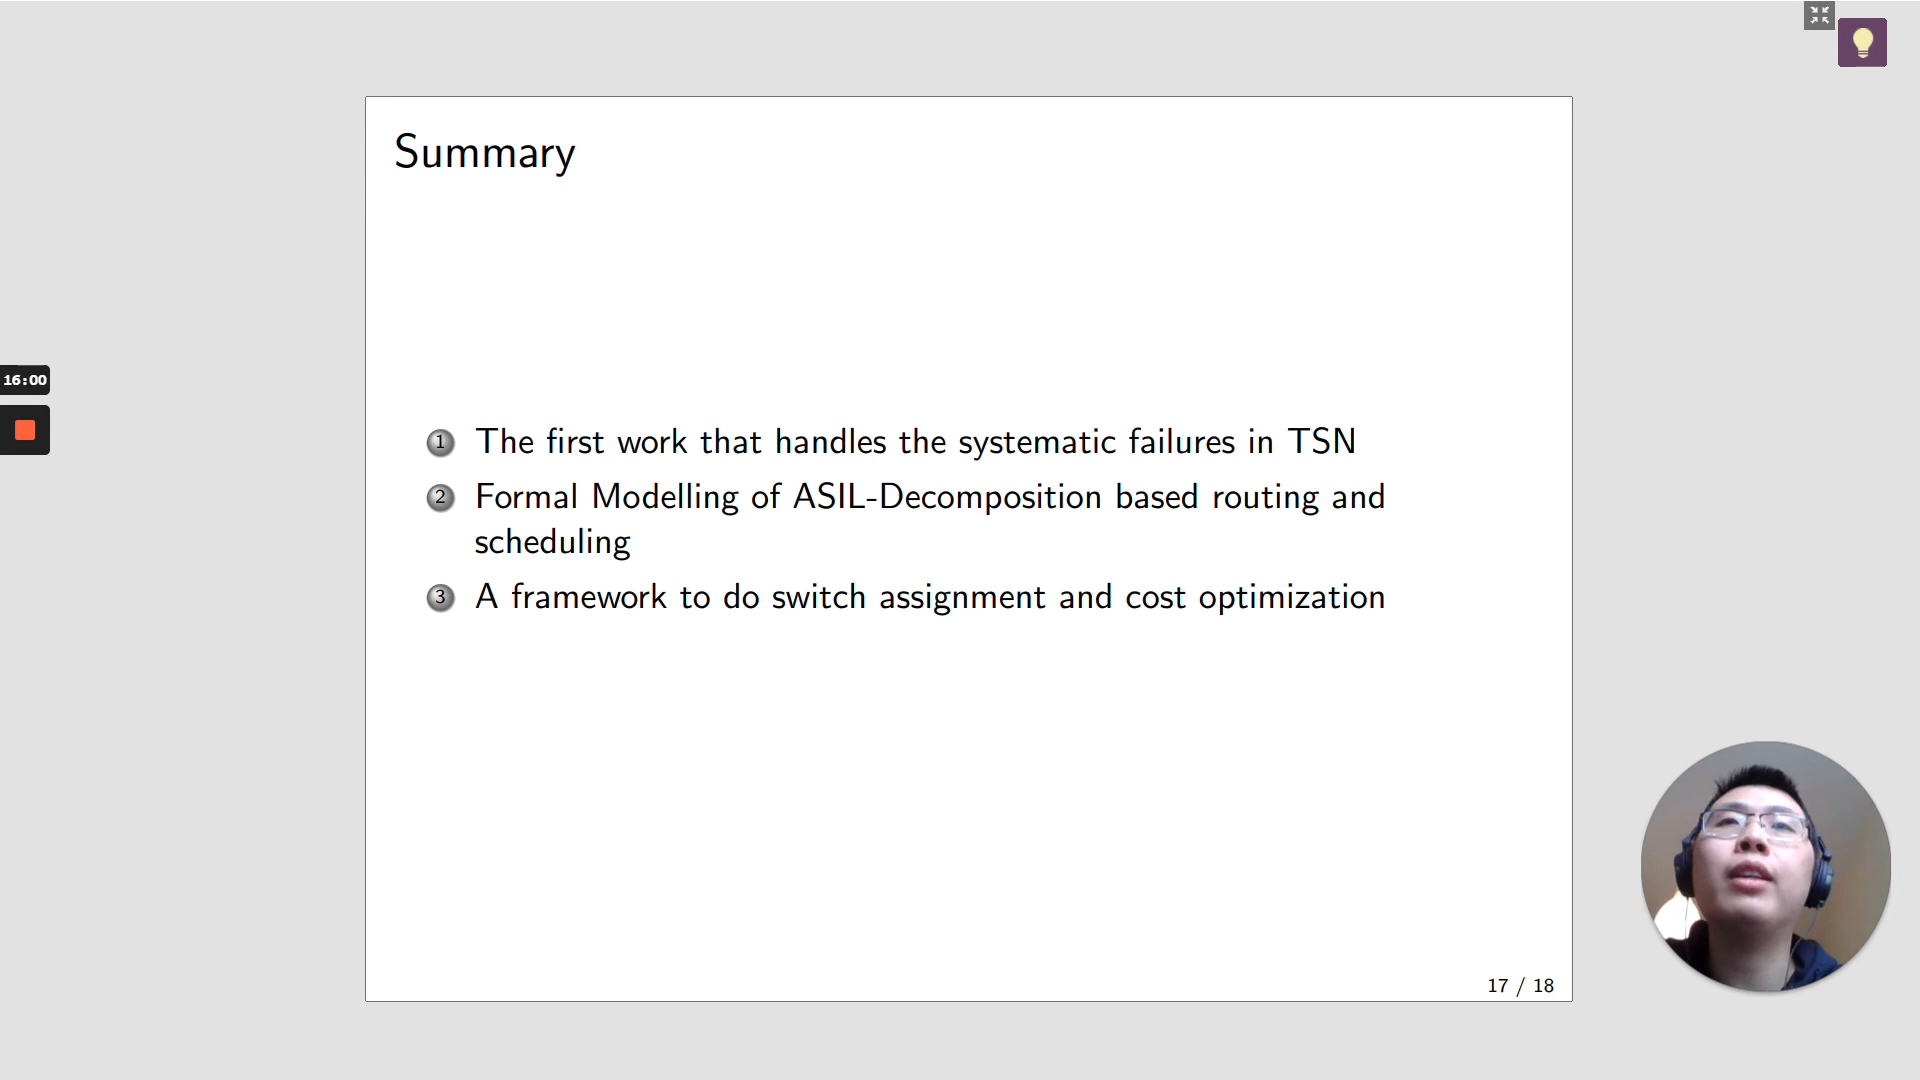 Summary
16:00
1 The first work that handles the systematic failures in TSN
2 Formal Modelling of ASIL-Decomposition based routing and
scheduling
3 A framework to do switch assignment and cost optimization
17 / 18